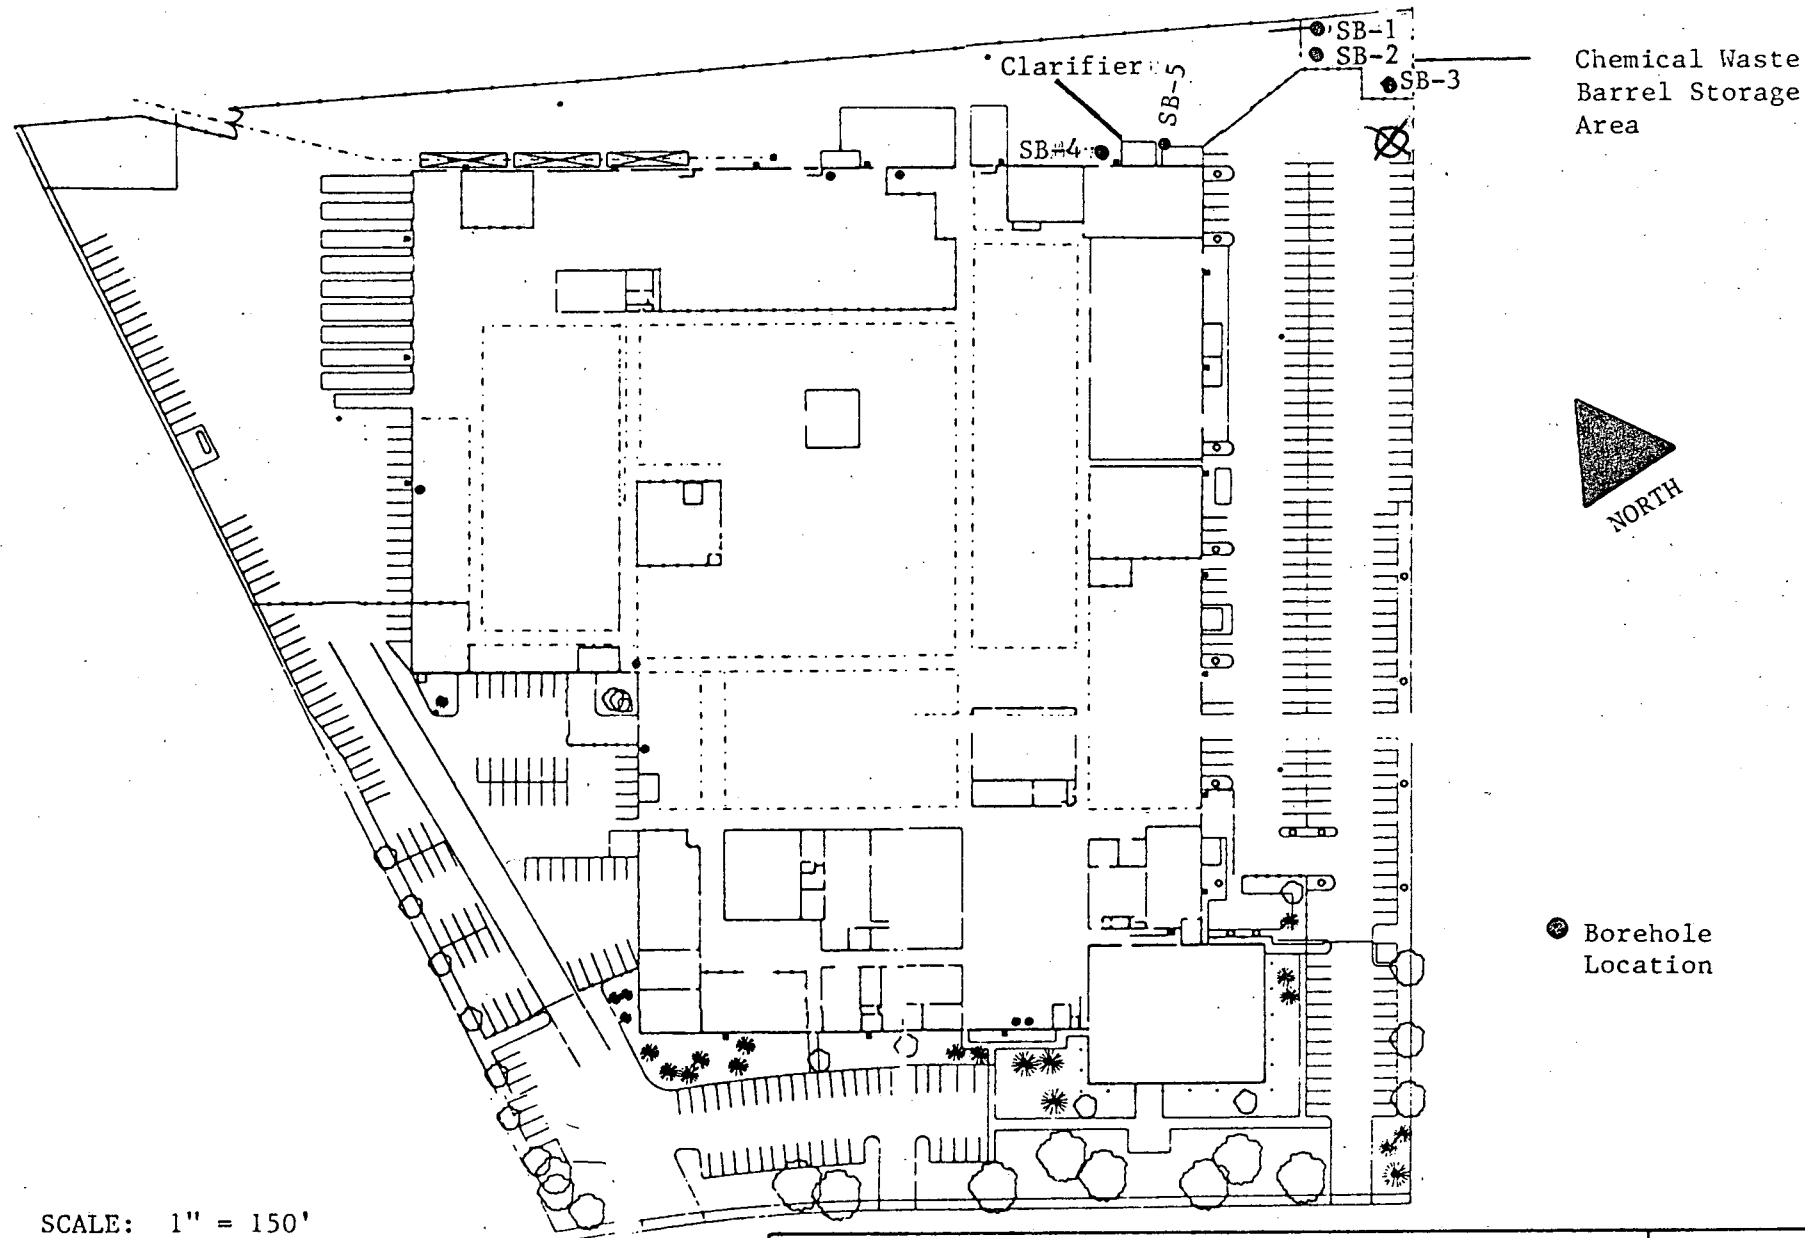 SB-1
SB-2
SB-3
Chemical Waste
Barrel Storage
Area
Clarifier
SB-5
SB-4
NORTH
Borehole
Location
SCALE: 1" = 150'